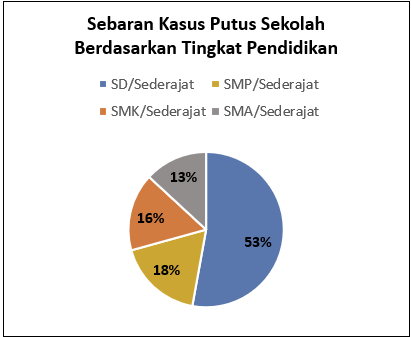 Sebaran Kasus Putus Sekolah
Berdasarkan Tingkat Pendidikan
SD/Sederajat SMP/Sederajat
SMK/Sederajat SMA/Sederajat
13%
16%
53%
18%